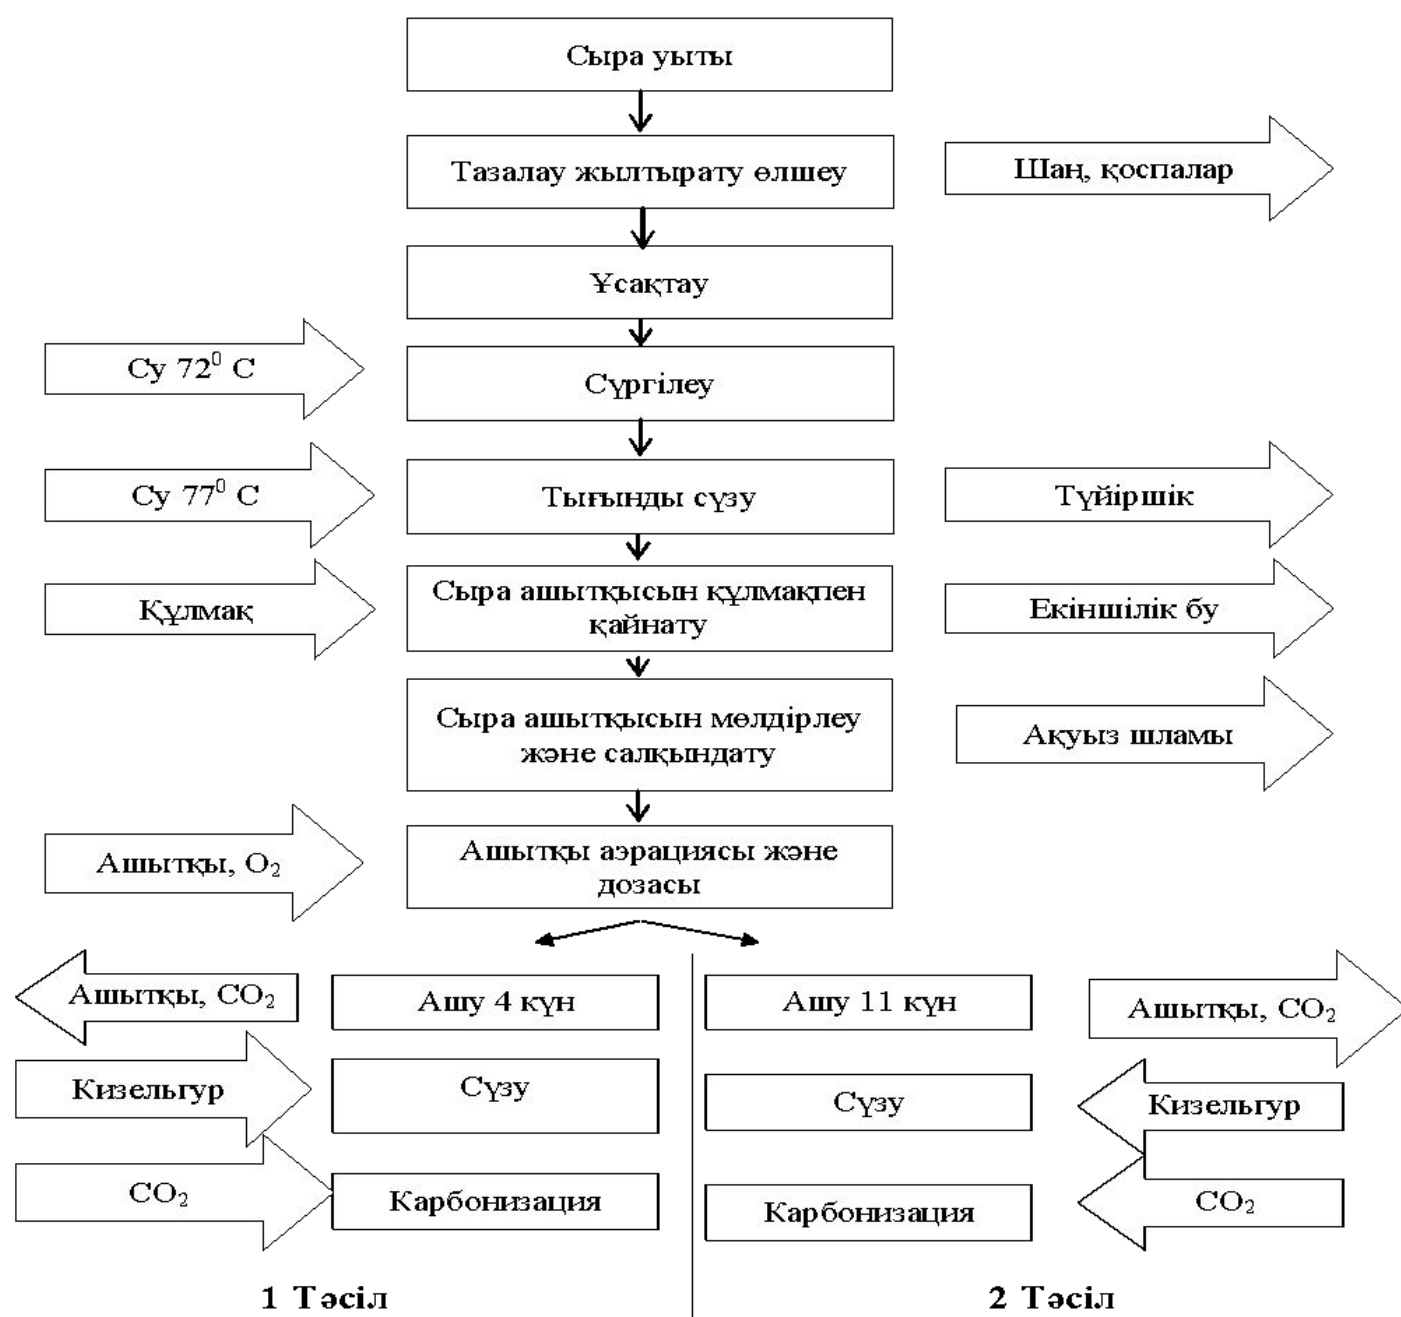 Сыра уыты
Тазалау жылтырату өлшеу
Шаң, қоспалар
Ұсақтау
Су 72⁰ С
Сүргілеу
Су 77⁰ С
Тығынды сүзу
Түйіршік
Құлмақ
Сыра ашытқысын құлмақпен
қайнату
Екіншілік бу
Сыра ашытқысын мөлдірлеу
және салқындату
Ақуыз шламы
Ашытқы, О₂
Ашытқы аэрациясы және
дозасы
Ашытқы, СО₂
Ашу 4 күн
Ашу 11 күн
Ашытқы, СО₂
Кизельгур
Сүзу
Сүзу
Кизельгур
СО₂
Карбонизация
Карбонизация
СО₂
1 Тәсіл
2 Тәсіл